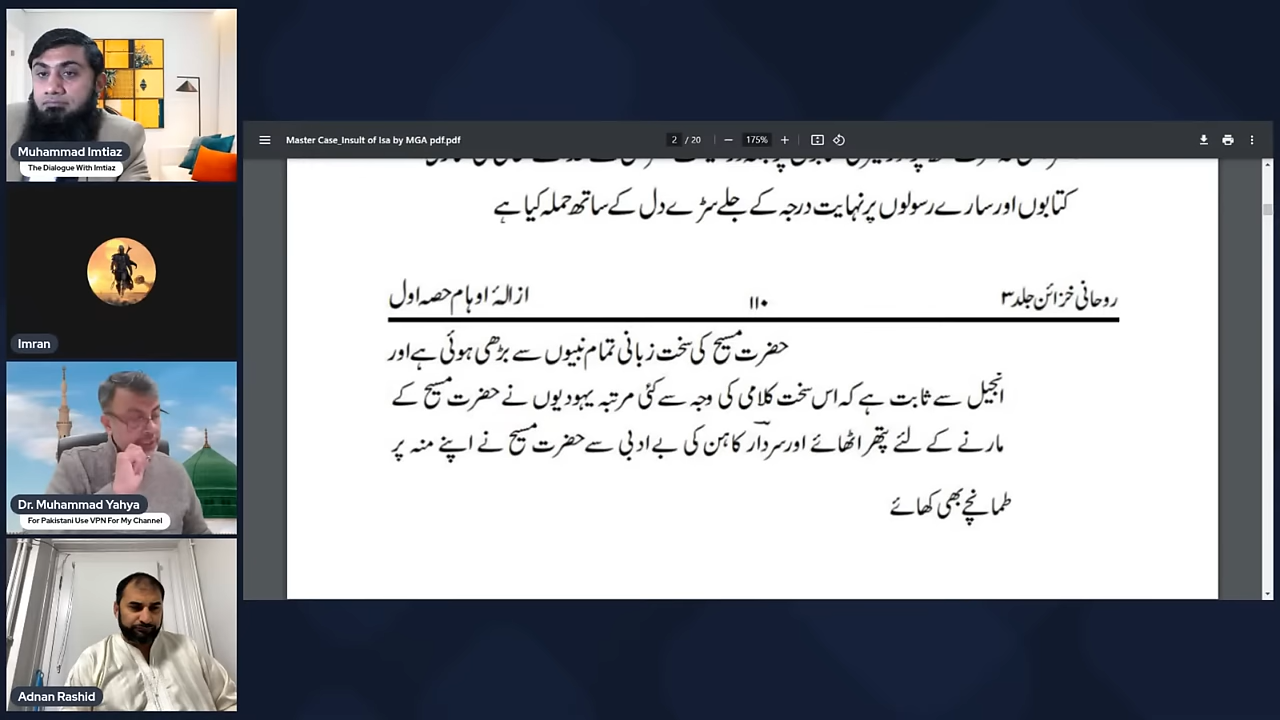 Muhammad Imtiaz
The Dialogue With Imtiaz
Imran
Dr. Muhammad Yahya
For Pakistani Use VPN For My Channel
Adnan Rashid
Master Case_Insult of Isa by MGA pdf.pdf
2 / 20
175%
کتابوں اور سارے رسولوں پر نہایت درجہ کے جلے سڑے دل کے ساتھ حملہ کیا ہے
روحانی خزائن جلد ۳ ۱۱۰ ازالۂ اوہام حصہ اول
حضرت مسیح کی سخت زبانی تمام نبیوں سے بڑھی ہوئی ہے اور
انجیل سے ثابت ہے کہ اس سخت کلامی کی وجہ سے کئی مرتبہ یہودیوں نے حضرت مسیح کے
مارنے کے لئے پتھر اٹھائے اور سردار کاہن کی بے ادبی سے حضرت مسیح نے اپنے منہ پر
طمانچے بھی کھائے